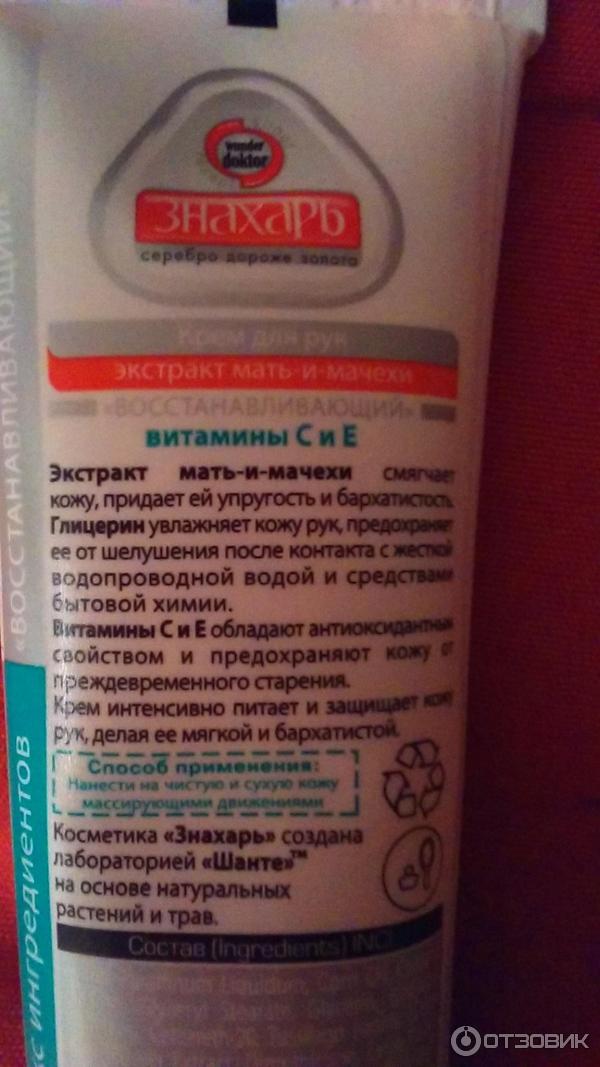 wunder
doktor
ЗНАХАРЬ
серебро дороже золота
Крем для рук
экстракт мать-и-мачехи
«ВОССТАНАВЛИВАЮЩИЙ»
витамины С и Е
Экстракт мать-и-мачехи смягчает
кожу, придает ей упругость и бархатистость.
Глицерин увлажняет кожу рук, предохраняет
ее от шелушения после контакта с жесткой
водопроводной водой и средствами
бытовой химии.
Витамины С и Е обладают антиоксидантным
свойством и предохраняют кожу от
преждевременного старения.
Крем интенсивно питает и защищает кожу
рук, делая ее мягкой и бархатистой.
Способ применения:
Нанести на чистую и сухую кожу
массирующими движениями
Косметика «Знахарь» создана
лабораторией «Шанте»™
на основе натуральных
растений и трав.
Состав (Ingredients) INCI
Liquidum,
Stearate,
«ВОССТАНАВЛИВАЮЩИЙ»
ингредиентов
ОТЗОВИК